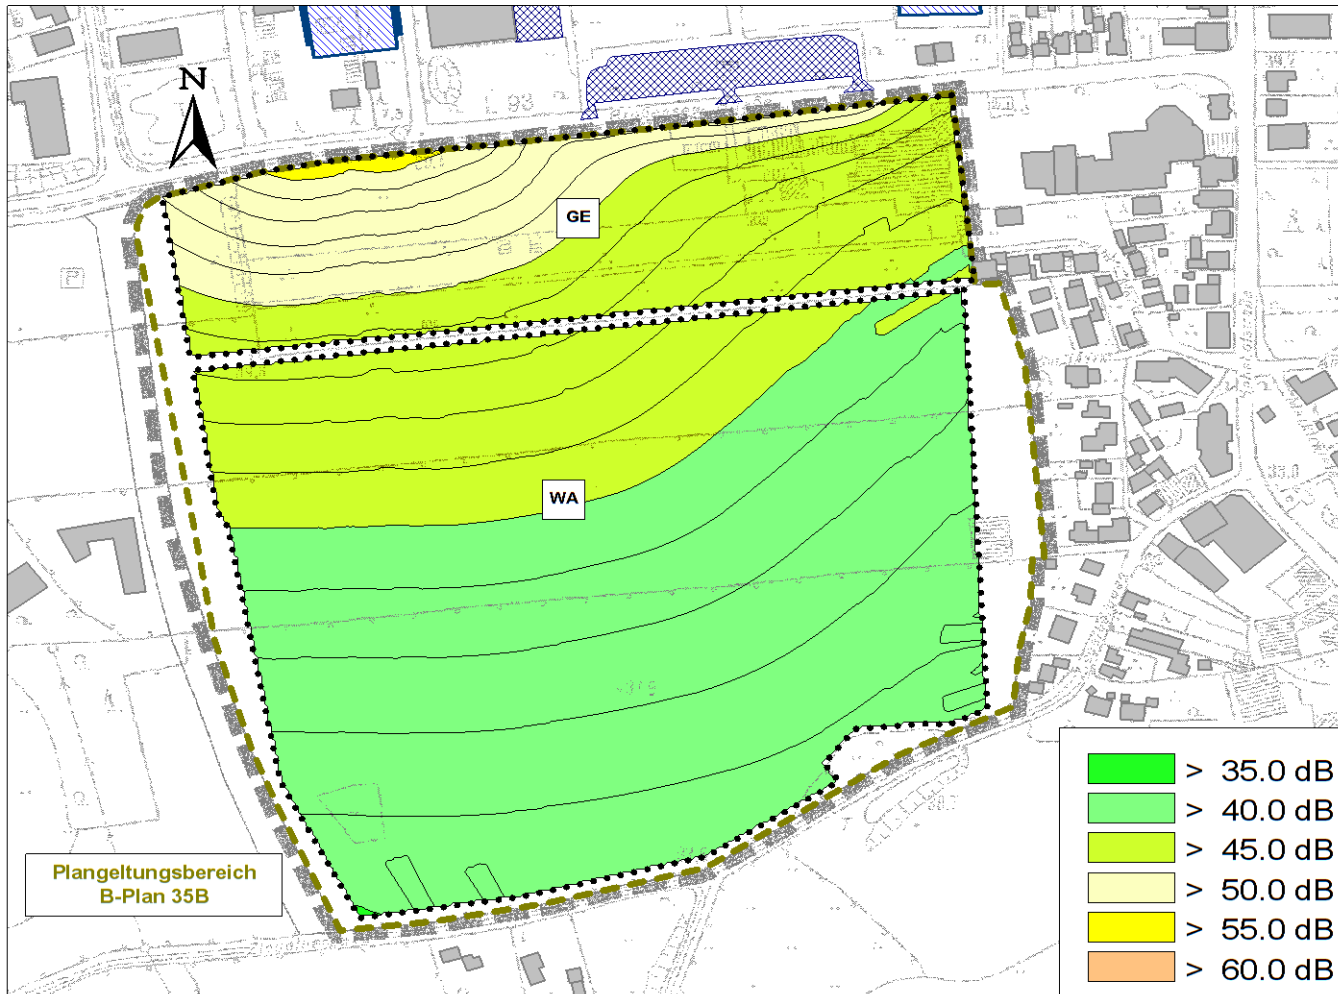 N
GE
WA
Plangeltungsbereich
B-Plan 35B
> 35.0 dB
> 40.0 dB
> 45.0 dB
> 50.0 dB
> 55.0 dB
> 60.0 dB